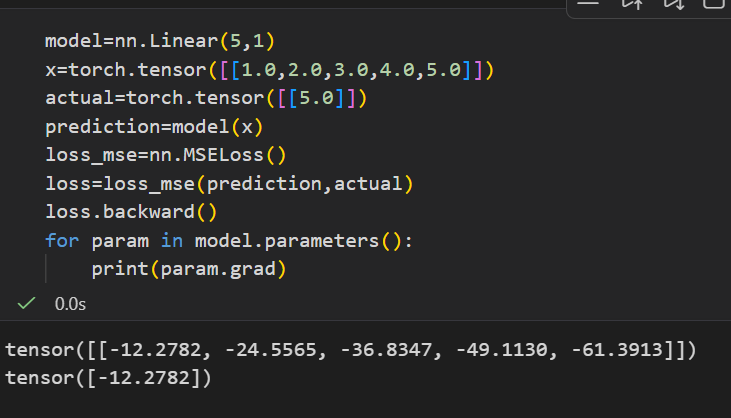 model=nn.Linear(5,1)
x=torch.tensor([[1.0,2.0,3.0,4.0,5.0]])
actual=torch.tensor([[5.0]])
prediction=model(x)
loss_mse=nn.MSELoss()
loss=loss_mse(prediction,actual)
loss.backward()
for param in model.parameters():
    print(param.grad)
0.0s
tensor([[-12.2782, -24.5565, -36.8347, -49.1130, -61.3913]])
tensor([-12.2782])